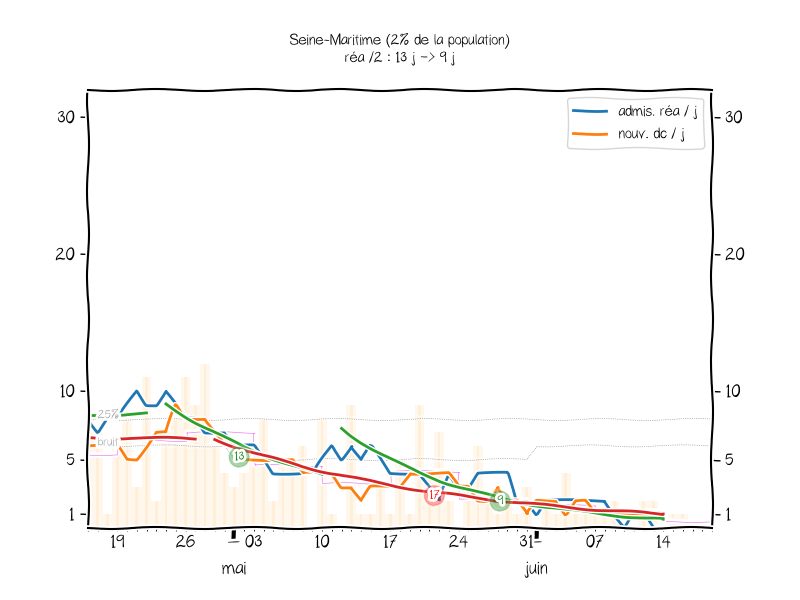 Seine-Maritime (2% de la population)
réa /2 : 13 j -> 9 j
admis. réa / j
nouv. dc / j
30
30
20
20
10
10
25%
bruit
5
5
13
17
9
1
1
19 26 03 10 17 24 31 07 14
mai juin